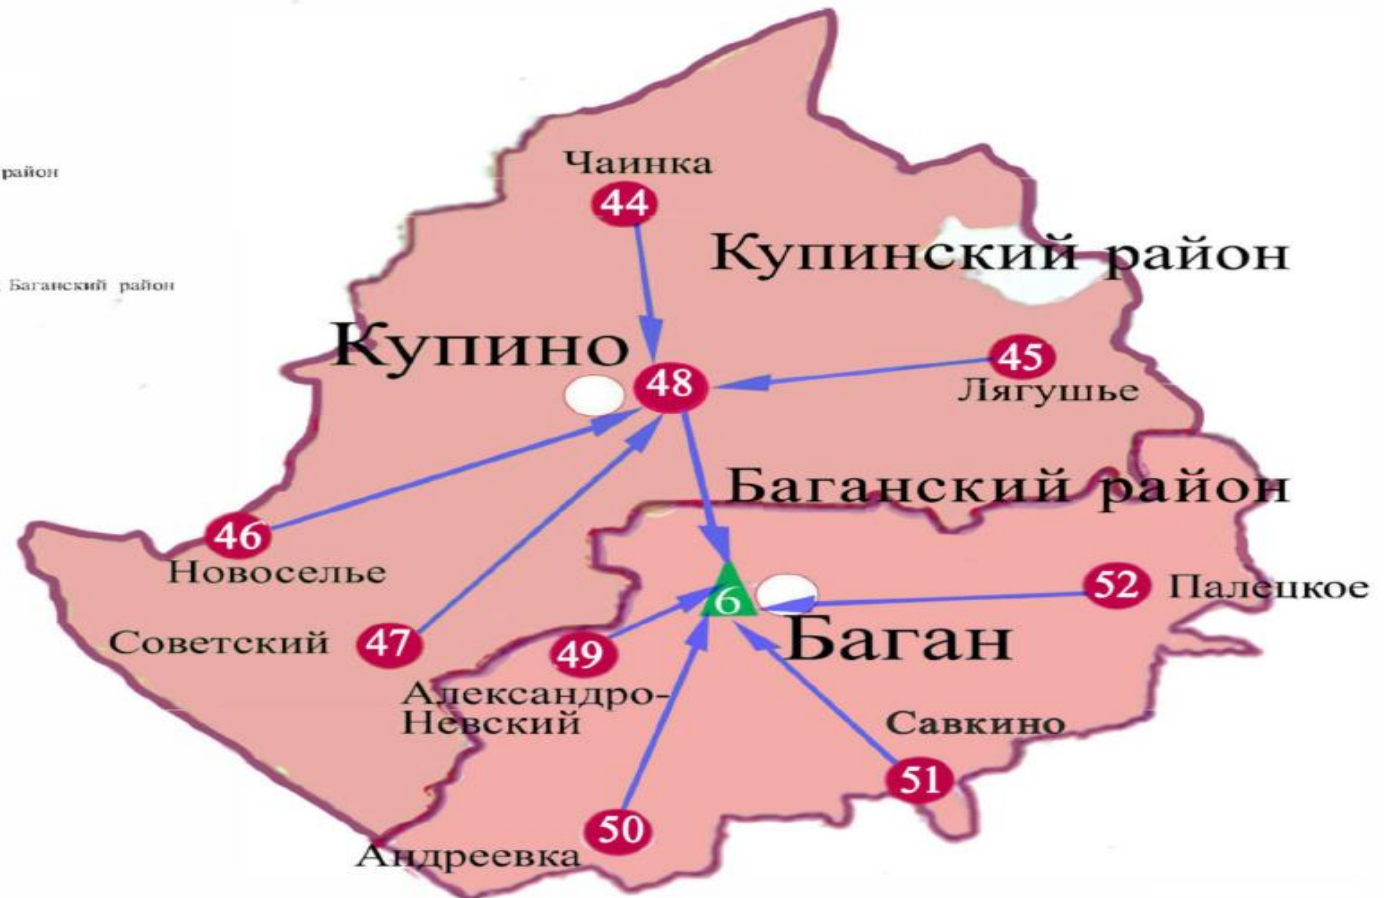 район
Баганский район
Чаинка
44
Купинский район
Купино
48
45
Лягушье
Баганский район
46
Новоселье
52
Палецкое
6
Баган
Советский
47
49
Александро-
Невский
Савкино
51
50
Андреевка